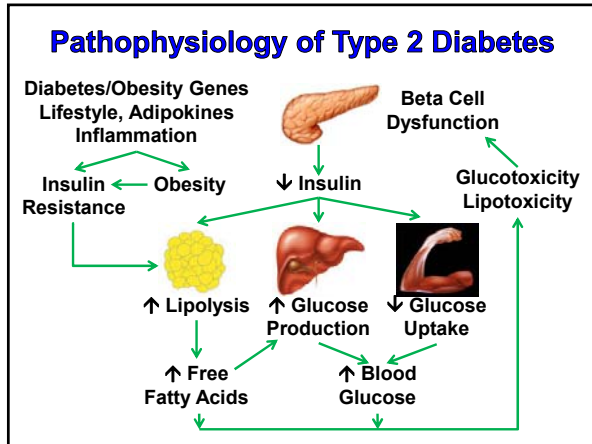 Pathophysiology of Type 2 Diabetes
Diabetes/Obesity Genes
Lifestyle, Adipokines
Inflammation
Beta Cell
Dysfunction
Insulin
Resistance
Obesity
↓ Insulin
Glucotoxicity
Lipotoxicity
↑ Lipolysis
↑ Glucose
Production
↓ Glucose
Uptake
↑ Free
Fatty Acids
↑ Blood
Glucose